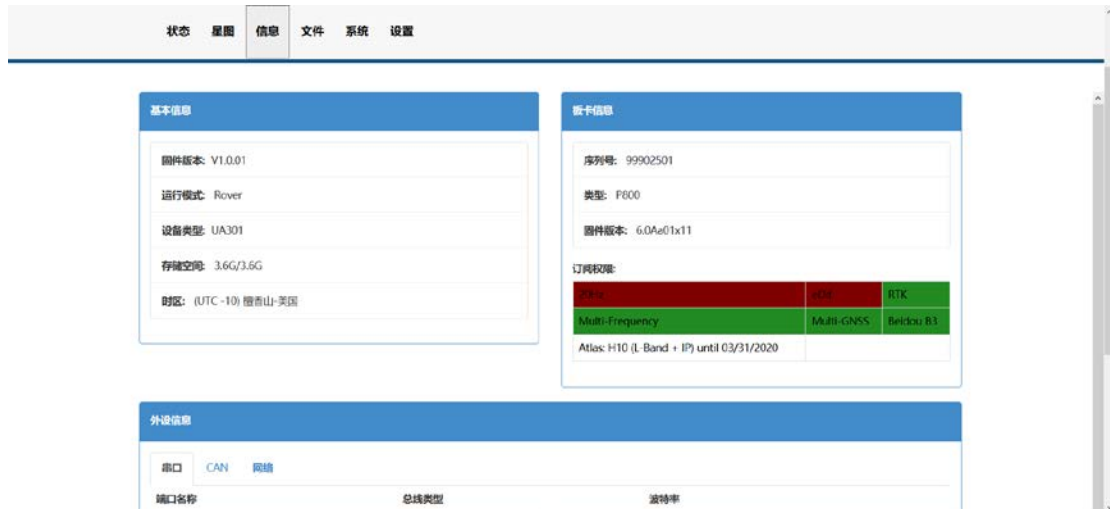 状态 星图 信息 文件 系统 设置
基本信息
固件版本: V1.0.01
运行模式: Rover
设备类型: UA301
存储空间: 3.6G/3.6G
时区: (UTC -10) 檀香山-美国
板卡信息
序列号: 99902501
类型: P800
固件版本: 6.0Aa01x11
订阅权限:
20Hz RTK
Multi-Frequency Multi-GNSS Beidou B3
Atlas: H10 (L-Band + IP) until 03/31/2020
外设信息
串口 CAN 网络
端口名称 总线类型 波特率